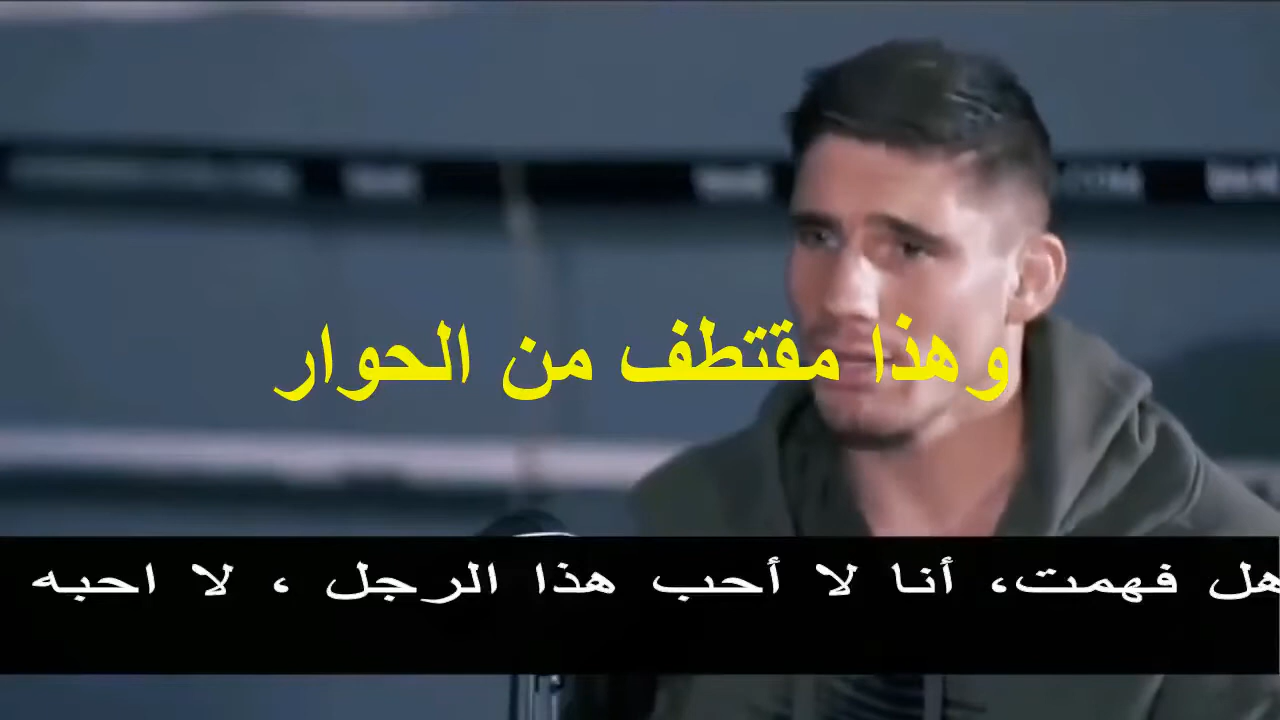 وهذا مقتطف من الحوار
هل فهمت، أنا لا أحب هذا الرجل ، لا احبه